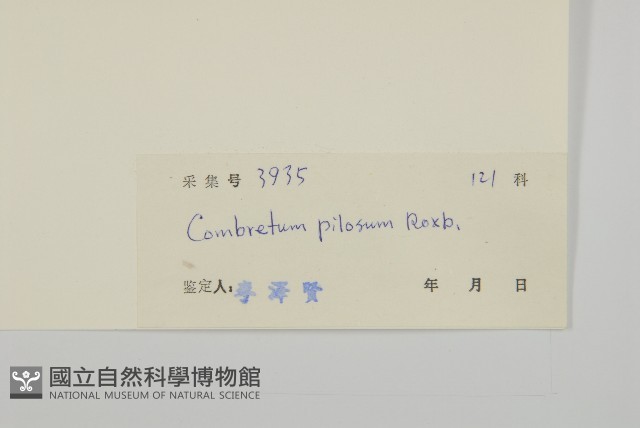 采集号 3935 121 科
Combretum pilosum Roxb.
鉴定人: 李泽賢 年 月 日
國立自然科學博物館
NATIONAL MUSEUM OF NATURAL SCIENCE